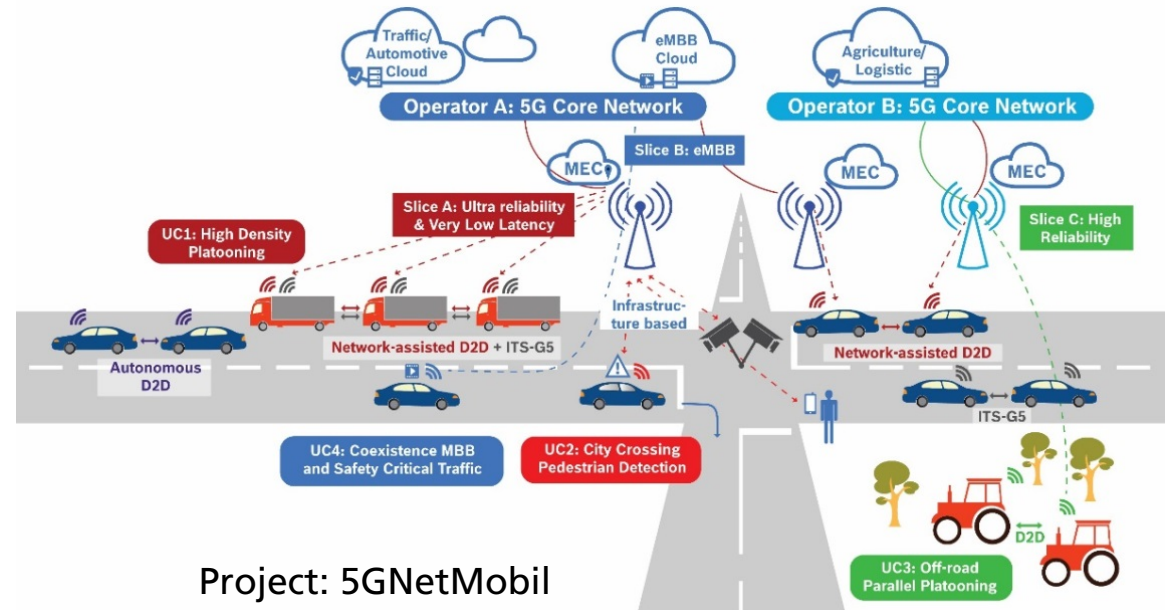 Traffic/
Automotive
Cloud
eMBB
Cloud
Agriculture/
Logistic
Operator A: 5G Core Network
Operator B: 5G Core Network
Slice B: eMBB
MEC
MEC
MEC
Slice A: Ultra reliability
& Very Low Latency
Slice C: High
Reliability
UC1: High Density
Platooning
Infrastruc-
ture based
Network-assisted D2D + ITS-G5
Network-assisted D2D
Autonomous
D2D
ITS-G5
UC4: Coexistence MBB
and Safety Critical Traffic
UC2: City Crossing
Pedestrian Detection
D2D
UC3: Off-road
Parallel Platooning
Project: 5GNetMobil